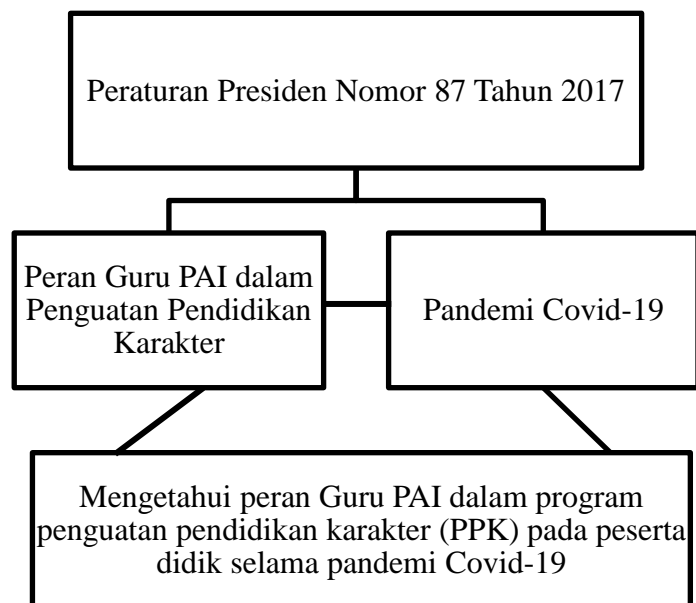 Peraturan Presiden Nomor 87 Tahun 2017
Peran Guru PAI dalam
Penguatan Pendidikan
Karakter
Pandemi Covid-19
Mengetahui peran Guru PAI dalam program
penguatan pendidikan karakter (PPK) pada peserta
didik selama pandemi Covid-19